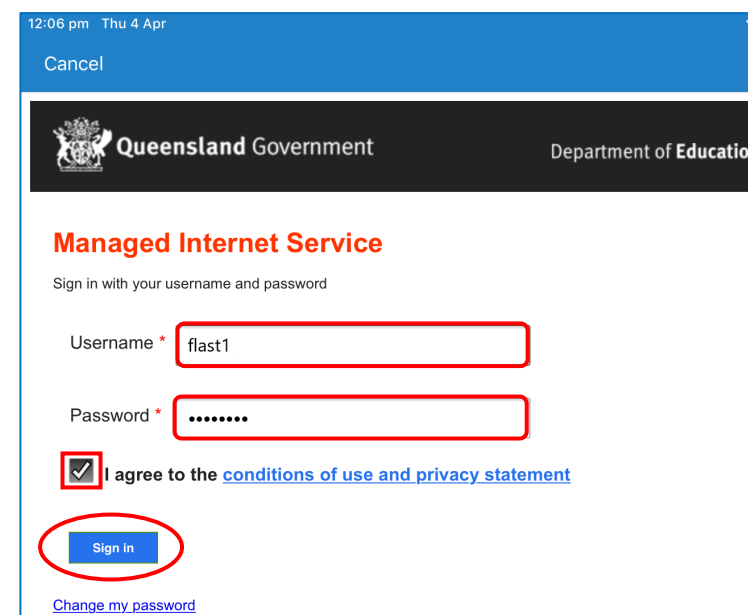 12:06 pm Thu 4 Apr
Cancel
Queensland Government
Department of Educatio
Managed Internet Service
Sign in with your username and password
Username * flast1
Password * ••••••••
I agree to the conditions of use and privacy statement
Sign in
Change my password